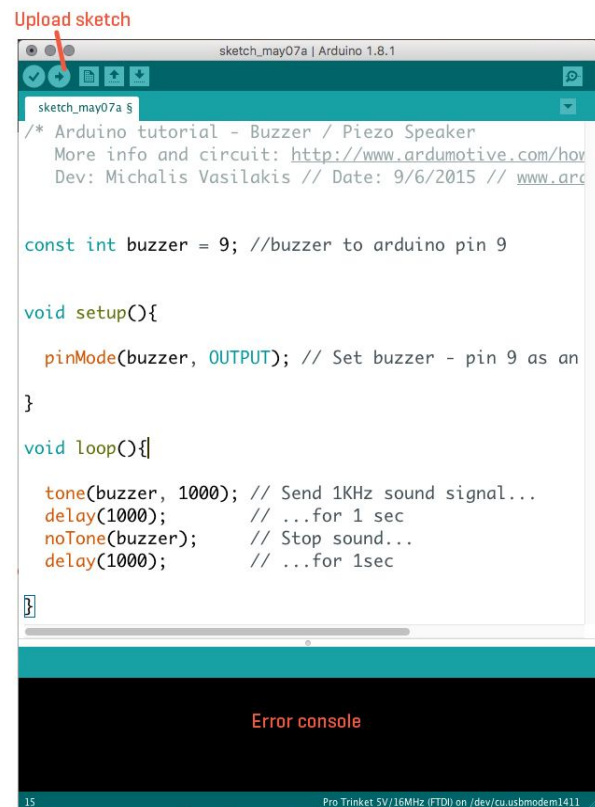 Upload sketch
sketch_may07a | Arduino 1.8.1
sketch_may07a §
/* Arduino tutorial - Buzzer / Piezo Speaker
More info and circuit: http://www.ardumotive.com/how
Dev: Michalis Vasilakis // Date: 9/6/2015 // www.ard
const int buzzer = 9; //buzzer to arduino pin 9
void setup(){
pinMode(buzzer, OUTPUT); // Set buzzer - pin 9 as an
}
void loop(){
tone(buzzer, 1000); // Send 1KHz sound signal...
delay(1000); // ...for 1 sec
noTone(buzzer); // Stop sound...
delay(1000); // ...for 1sec
}
Error console
15 Pro Trinket 5V/16MHz (FTDI) on /dev/cu.usbmodem1411